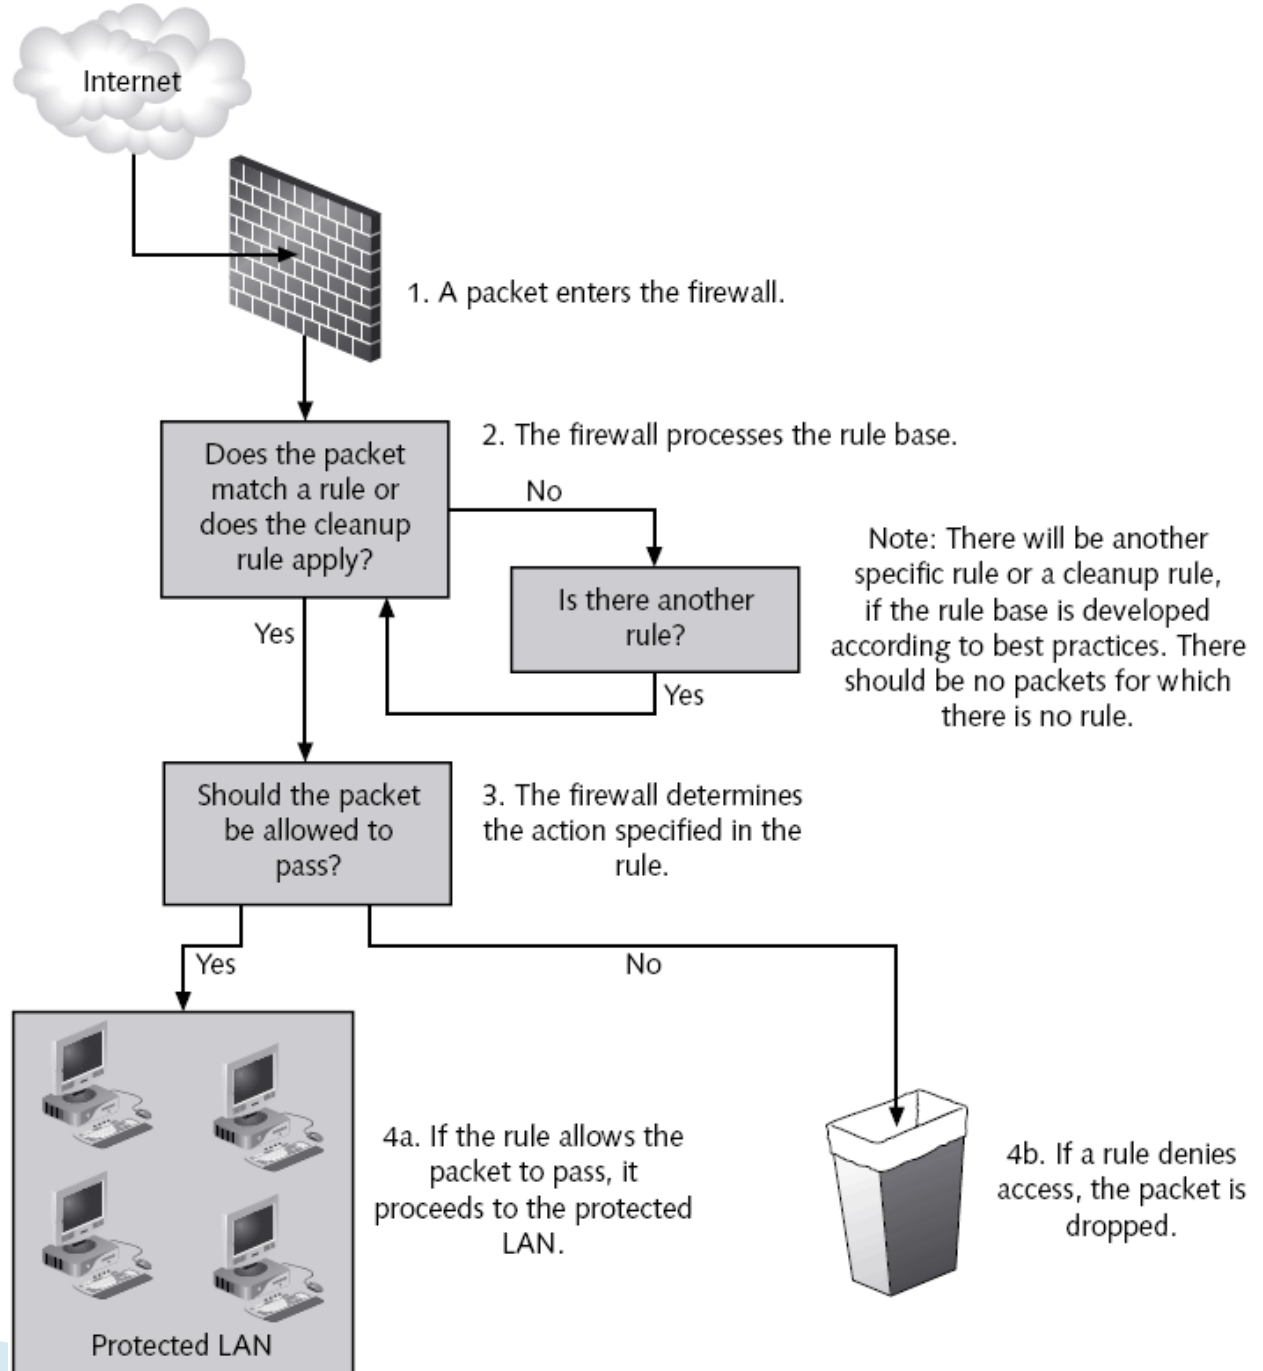 Internet
1. A packet enters the firewall.
2. The firewall processes the rule base.
Does the packet
match a rule or
does the cleanup
rule apply?
No
Is there another
rule?
Yes
Note: There will be another
specific rule or a cleanup rule,
if the rule base is developed
according to best practices. There
should be no packets for which
there is no rule.
Yes
Should the packet
be allowed to
pass?
3. The firewall determines
the action specified in the
rule.
Yes
No
4a. If the rule allows the
packet to pass, it
proceeds to the protected
LAN.
4b. If a rule denies
access, the packet is
dropped.
Protected LAN